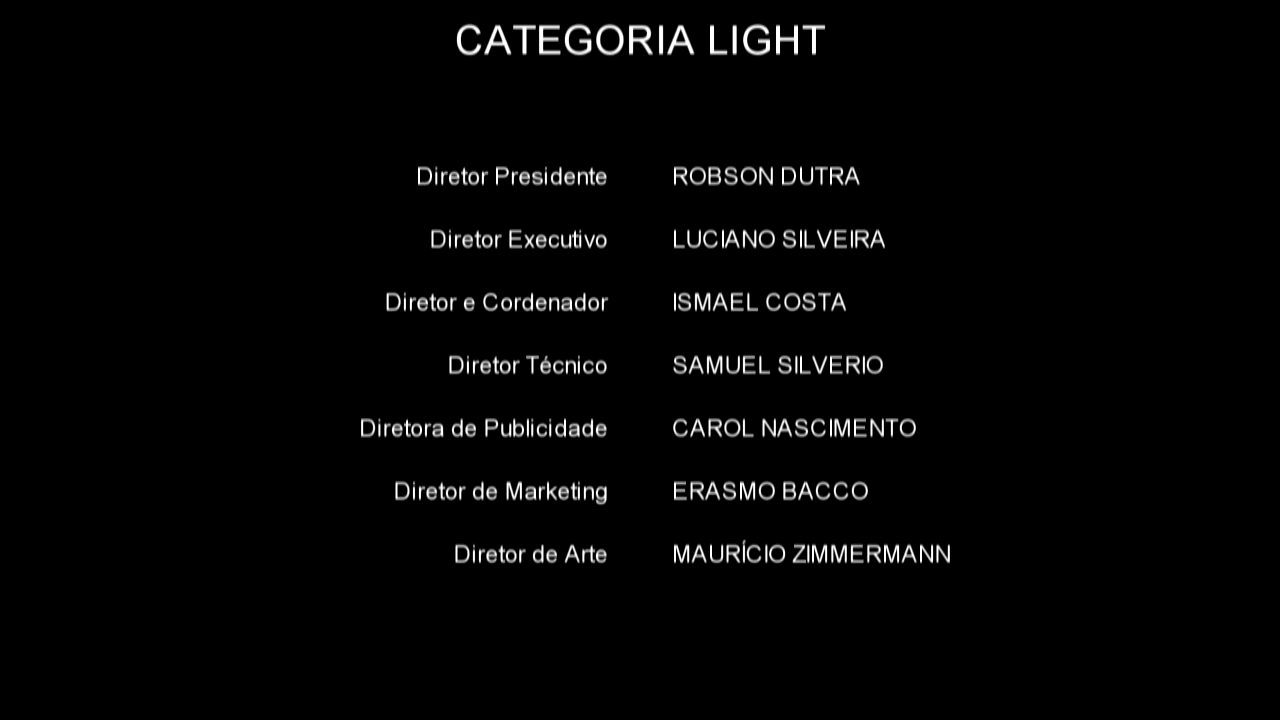 CATEGORIA LIGHT
Diretor Presidente ROBSON DUTRA
Diretor Executivo LUCIANO SILVEIRA
Diretor e Cordenador ISMAEL COSTA
Diretor Técnico SAMUEL SILVERIO
Diretora de Publicidade CAROL NASCIMENTO
Diretor de Marketing ERASMO BACCO
Diretor de Arte MAURÍCIO ZIMMERMANN